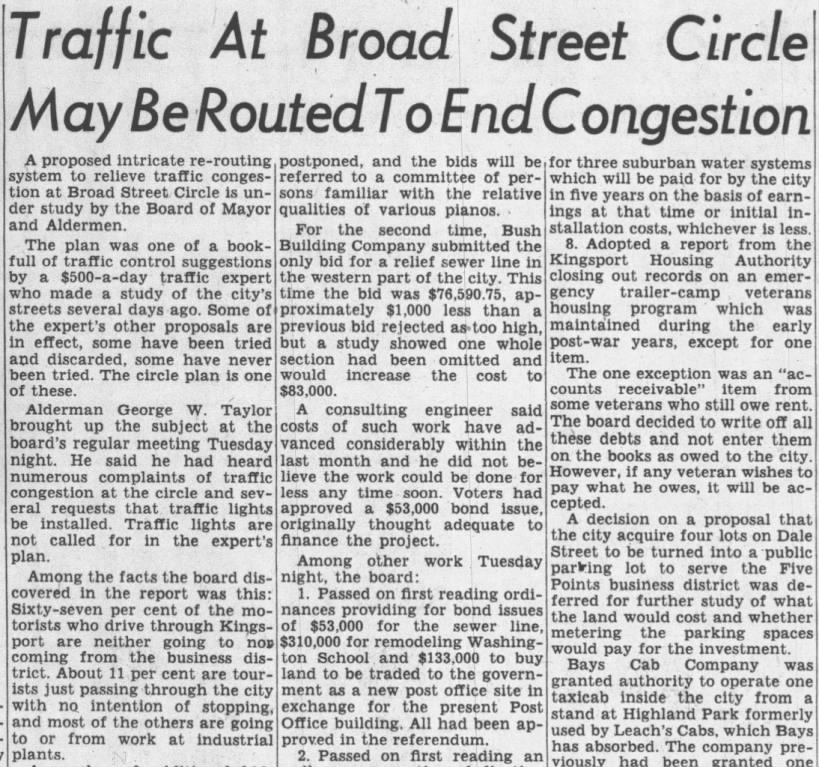 Traffic At Broad Street Circle
May Be Routed To End Congestion
A proposed intricate re-routing
system to relieve traffic conges-
tion at Broad Street Circle is un-
der study by the Board of Mayor
and Aldermen.
The plan was one of a book-
full of traffic control suggestions
by a $500-a-day traffic expert
who made a study of the city's
streets several days ago. Some of
the expert's other proposals are
in effect, some have been tried
and discarded, some have never
been tried. The circle plan is one
of these.
Alderman George W. Taylor
brought up the subject at the
board's regular meeting Tuesday
night. He said he had heard
numerous complaints of traffic
congestion at the circle and sev-
eral requests that traffic lights
be installed. Traffic lights are
not called for in the expert's
plan.
Among the facts the board dis-
covered in the report was this:
Sixty-seven per cent of the mo-
torists who drive through Kings-
port are neither going to nor
coming from the business dis-
trict. About 11 per cent are tour-
ists just passing through the city
with no intention of stopping,
and most of the others are going
to or from work at industrial
plants.
postponed, and the bids will be
referred to a committee of per-
sons familiar with the relative
qualities of various pianos.
For the second time, Bush
Building Company submitted the
only bid for a relief sewer line in
the western part of the city. This
time the bid was $76,590.75, ap-
proximately $1,000 less than a
previous bid rejected as too high,
but a study showed one whole
section had been omitted and
would increase the cost to
$83,000.
A consulting engineer said
costs of such work have ad-
vanced considerably within the
last month and he did not be-
lieve the work could be done for
less any time soon. Voters had
approved a $53,000 bond issue,
originally thought adequate to
finance the project.
Among other work Tuesday
night, the board:
1. Passed on first reading ordi-
nances providing for bond issues
of $53,000 for the sewer line,
$310,000 for remodeling Washing-
ton School and $133,000 to buy
land to be traded to the govern-
ment as a new post office site in
exchange for the present Post
Office building. All had been ap-
proved in the referendum.
2. Passed on first reading an
for three suburban water systems
which will be paid for by the city
in five years on the basis of earn-
ings at that time or initial in-
stallation costs, whichever is less.
8. Adopted a report from the
Kingsport Housing Authority
closing out records on an emer-
gency trailer-camp veterans
housing program which was
maintained during the early
post-war years, except for one
item.
The one exception was an "ac-
counts receivable" item from
some veterans who still owe rent.
The board decided to write off all
these debts and not enter them
on the books as owed to the city.
However, if any veteran wishes to
pay what he owes, it will be ac-
cepted.
A decision on a proposal that
the city acquire four lots on Dale
Street to be turned into a public
parking lot to serve the Five
Points business district was de-
ferred for further study of what
the land would cost and whether
metering the parking spaces
would pay for the investment.
Bays Cab Company was
granted authority to operate one
taxicab inside the city from a
stand at Highland Park formerly
used by Leach's Cabs, which Bays
has absorbed. The company pre-
viously had been granted one